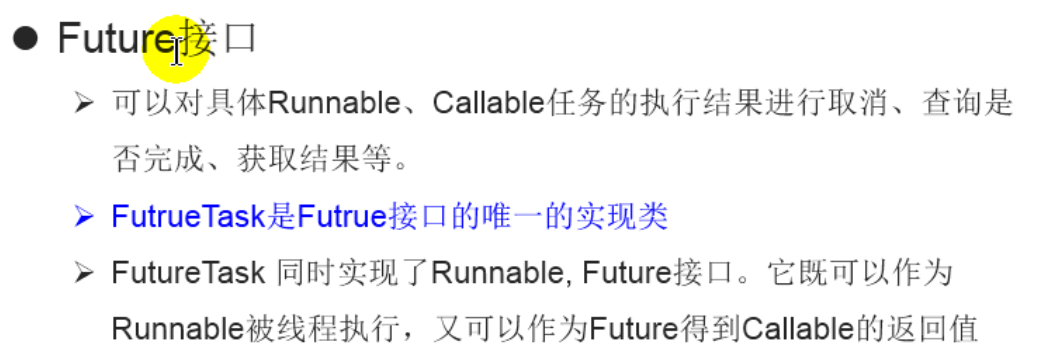 Future接口
可以对具体Runnable、Callable任务的执行结果进行取消、查询是
否完成、获取结果等。
FutrueTask是Futrue接口的唯一的实现类
FutureTask 同时实现了Runnable, Future接口。它既可以作为
Runnable被线程执行，又可以作为Future得到Callable的返回值